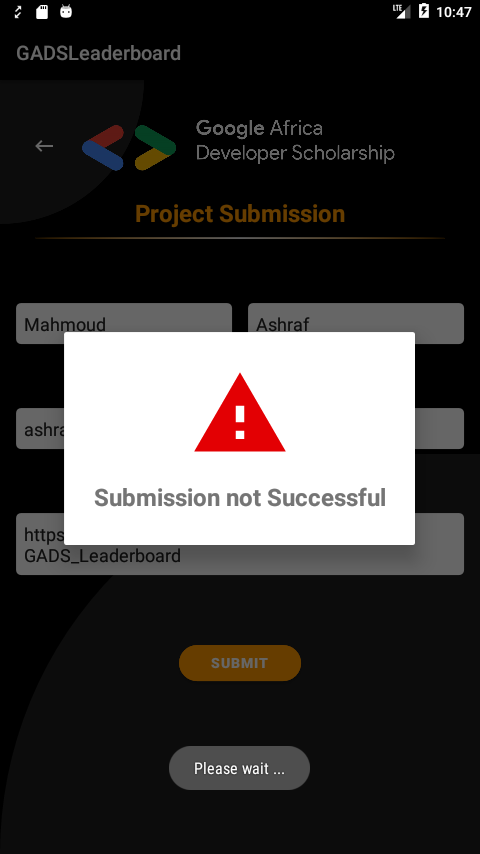 LTE 10:47
GADSLeaderboard
Google Africa
Developer Scholarship
Project Submission
Mahmoud Ashraf
ashra
Submission not Successful
https
GADS_Leaderboard
SUBMIT
Please wait ...